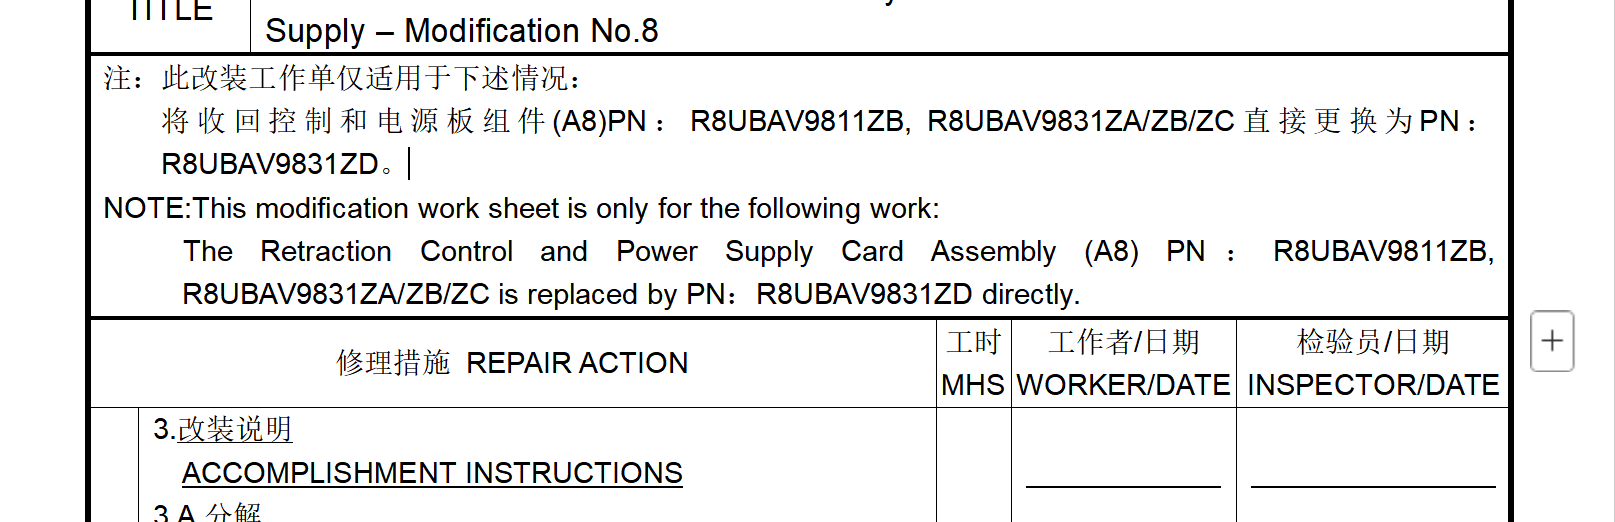 TITLE
Supply – Modification No.8
注：此改装工作单仅适用于下述情况：
将收回控制和电源板组件(A8)PN：R8UBAV9811ZB, R8UBAV9831ZA/ZB/ZC直接更换为PN：
R8UBAV9831ZD。
NOTE:This modification work sheet is only for the following work:
The Retraction Control and Power Supply Card Assembly (A8) PN： R8UBAV9811ZB,
R8UBAV9831ZA/ZB/ZC is replaced by PN：R8UBAV9831ZD directly.
修理措施 REPAIR ACTION
工时
MHS
工作者/日期
WORKER/DATE
检验员/日期
INSPECTOR/DATE
3.改装说明
ACCOMPLISHMENT INSTRUCTIONS
3.A 分解